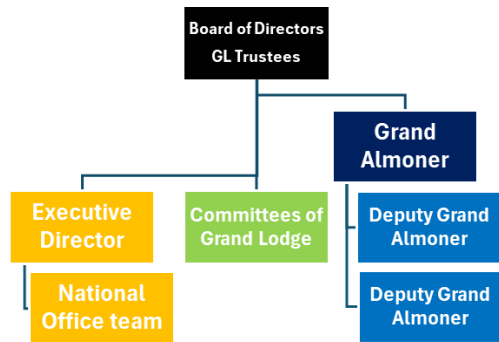 Board of Directors
GL Trustees
Grand
Almoner
Executive
Director
Committees of
Grand Lodge
Deputy Grand
Almoner
National
Office team
Deputy Grand
Almoner